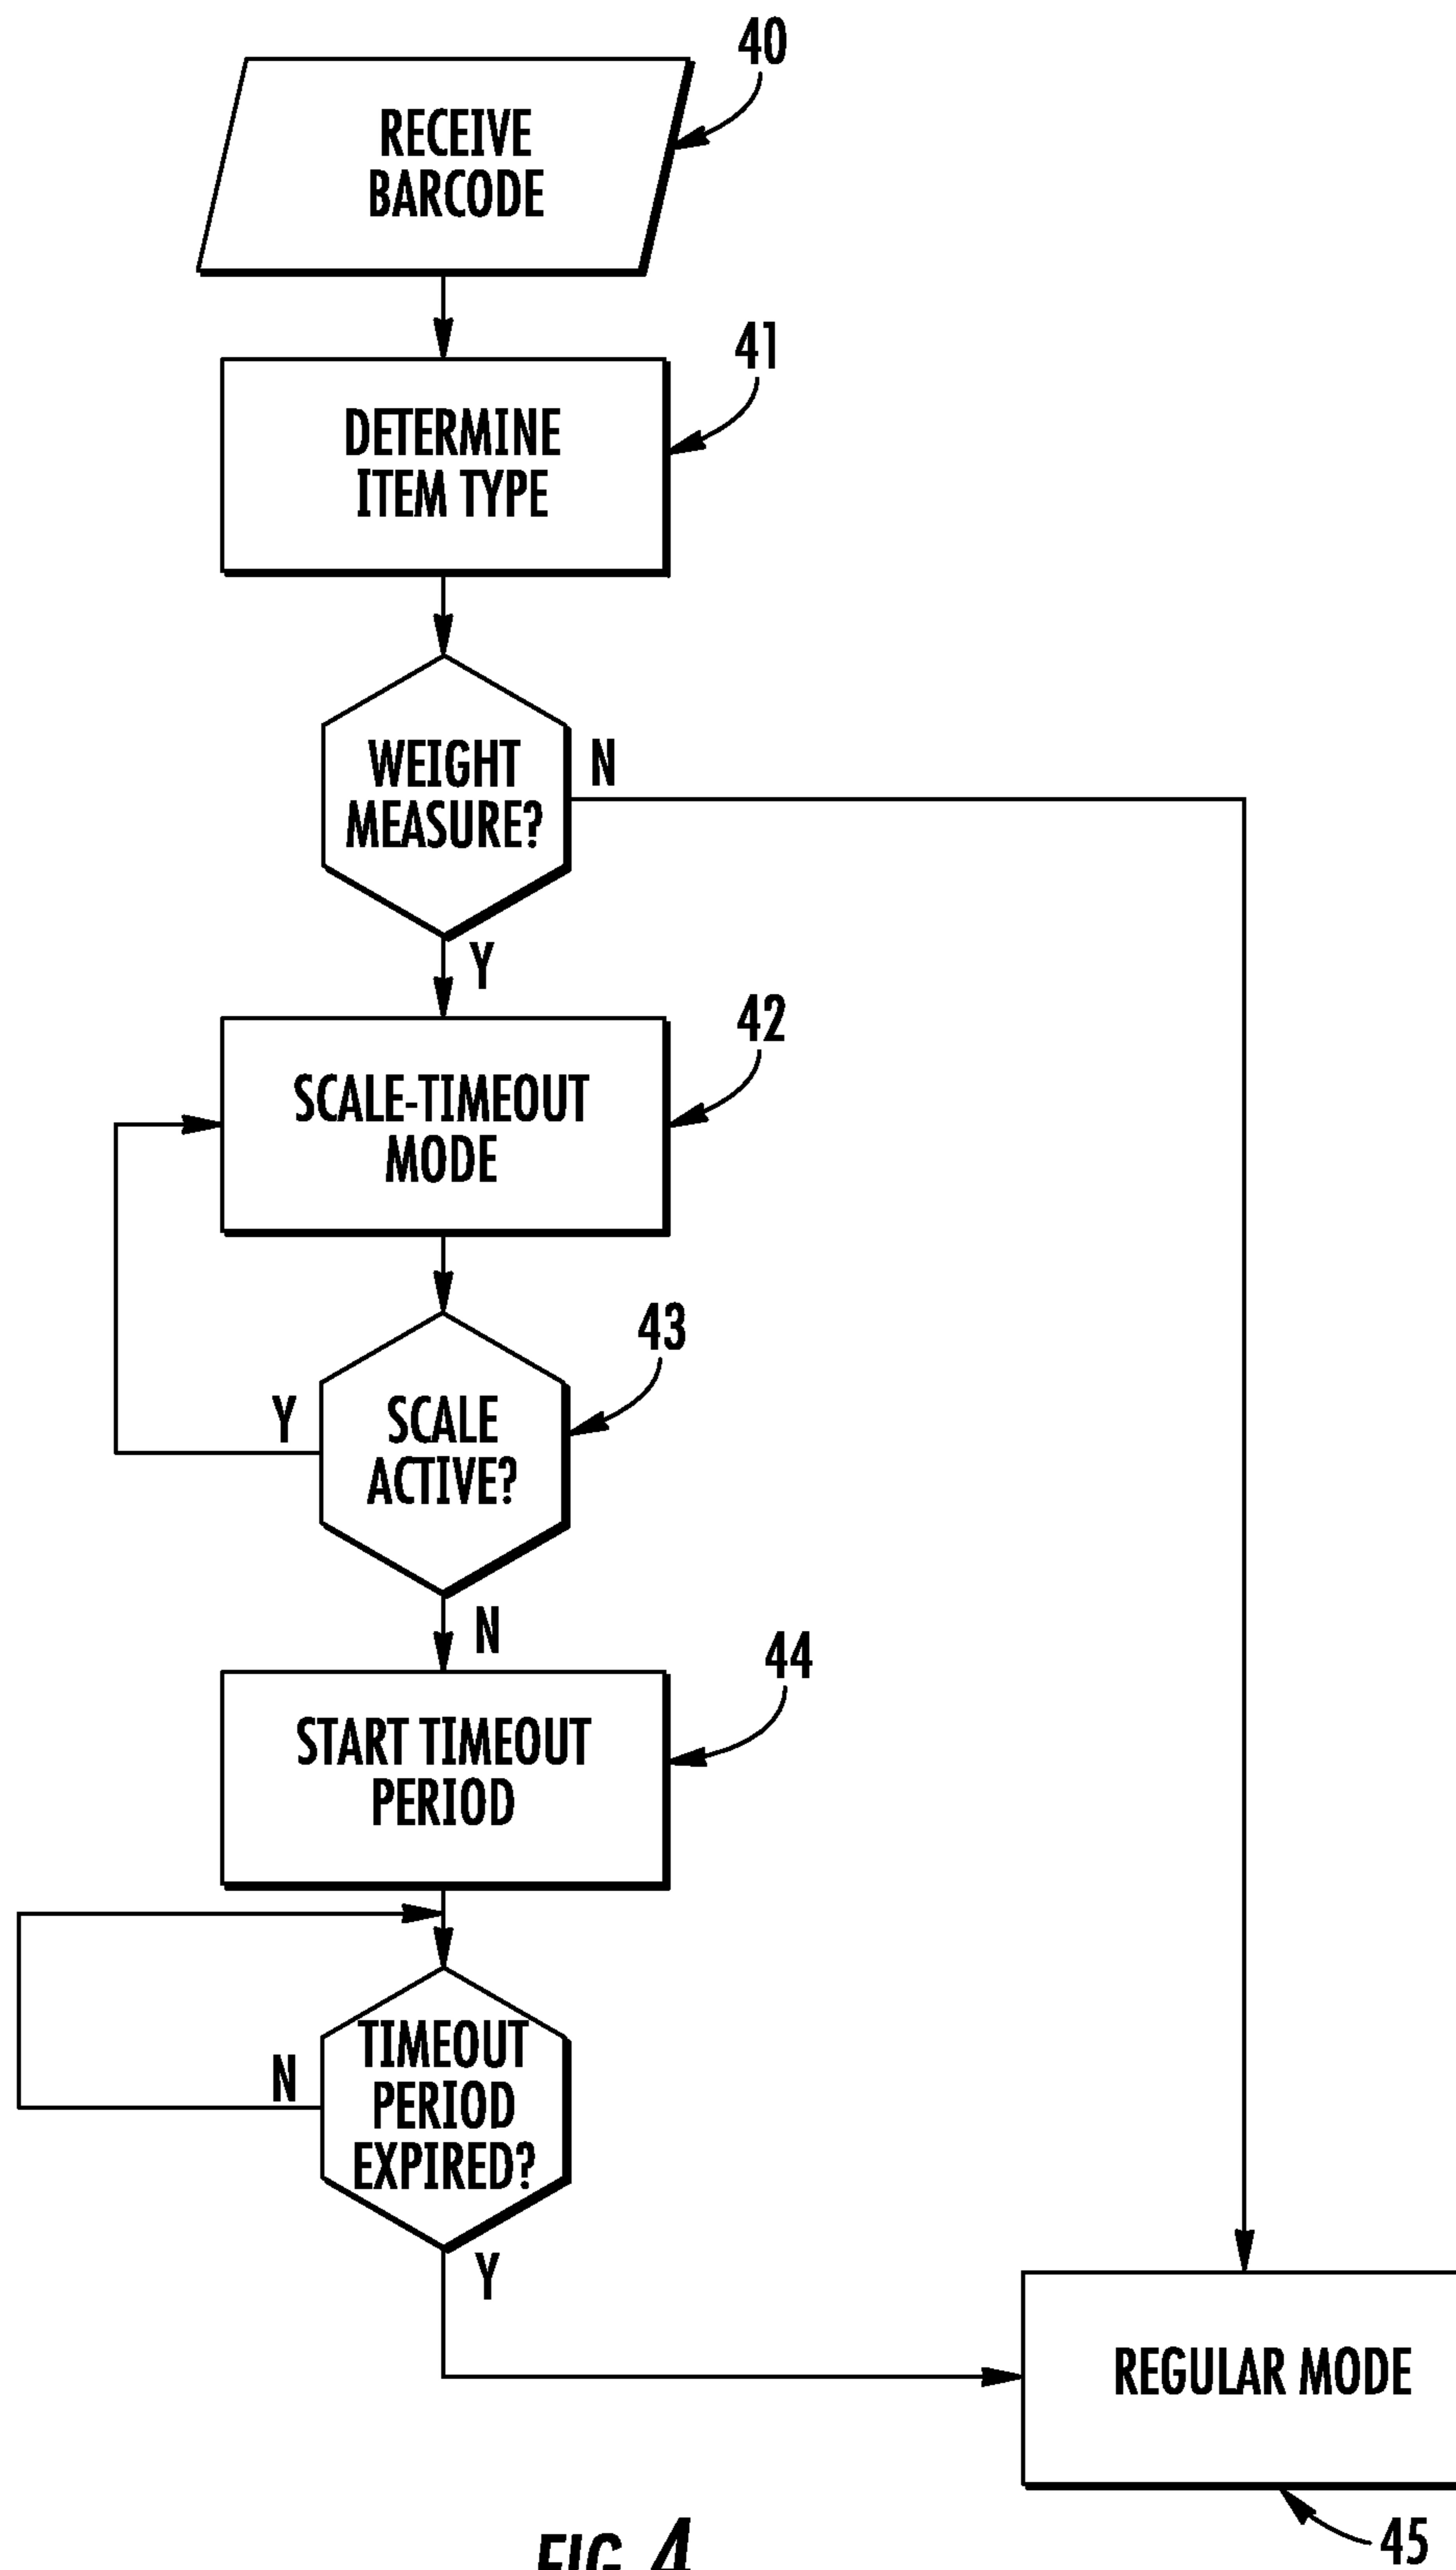 40
RECEIVE
BARCODE
41
DETERMINE
ITEM TYPE
WEIGHT
MEASURE?
N
Y
42
SCALE-TIMEOUT
MODE
43
SCALE
ACTIVE?
Y
N
44
START TIMEOUT
PERIOD
TIMEOUT
PERIOD
EXPIRED?
N
Y
REGULAR MODE
45
FIG. 4